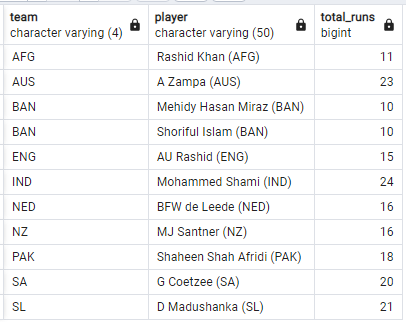 team player total_runs
character varying (4) character varying (50) bigint
AFG Rashid Khan (AFG) 11
AUS A Zampa (AUS) 23
BAN Mehidy Hasan Miraz (BAN) 10
BAN Shoriful Islam (BAN) 10
ENG AU Rashid (ENG) 15
IND Mohammed Shami (IND) 24
NED BFW de Leede (NED) 16
NZ MJ Santner (NZ) 16
PAK Shaheen Shah Afridi (PAK) 18
SA G Coetzee (SA) 20
SL D Madushanka (SL) 21